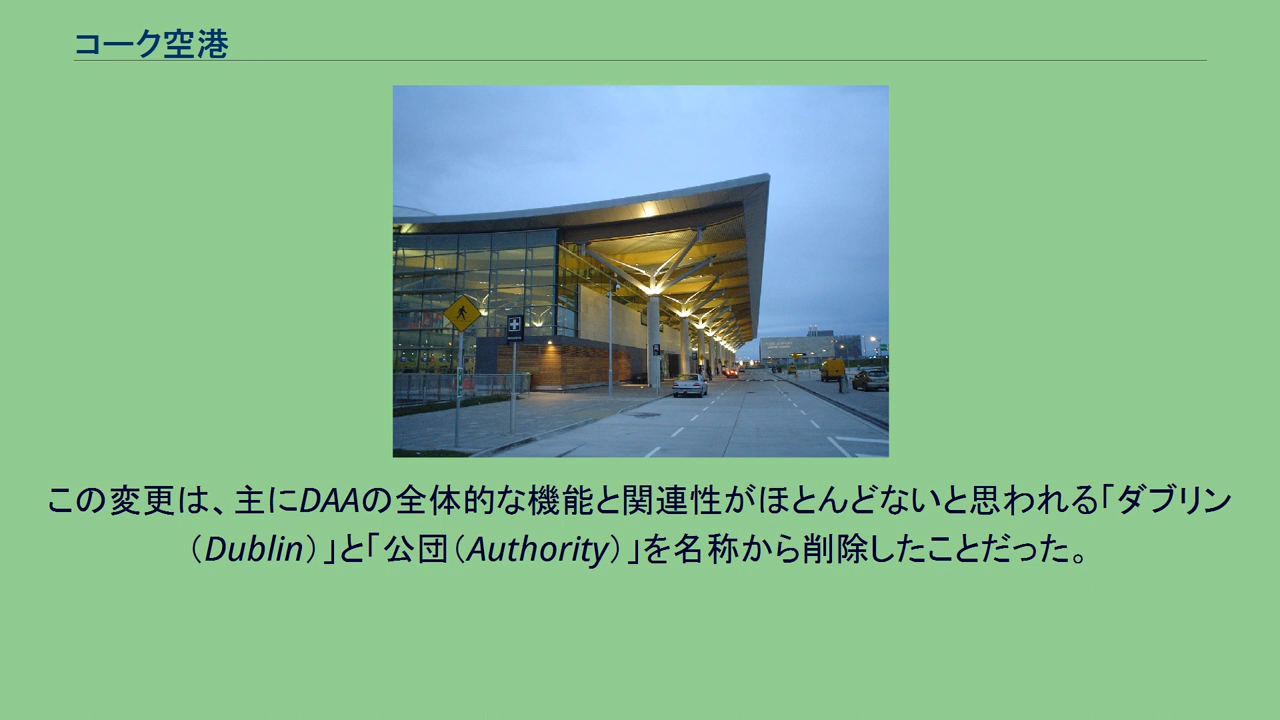 コーク空港
この変更は、主にDAAの全体的な機能と関連性がほとんどないと思われる「ダブリン
（Dublin）」と「公団（Authority）」を名称から削除したことだった。